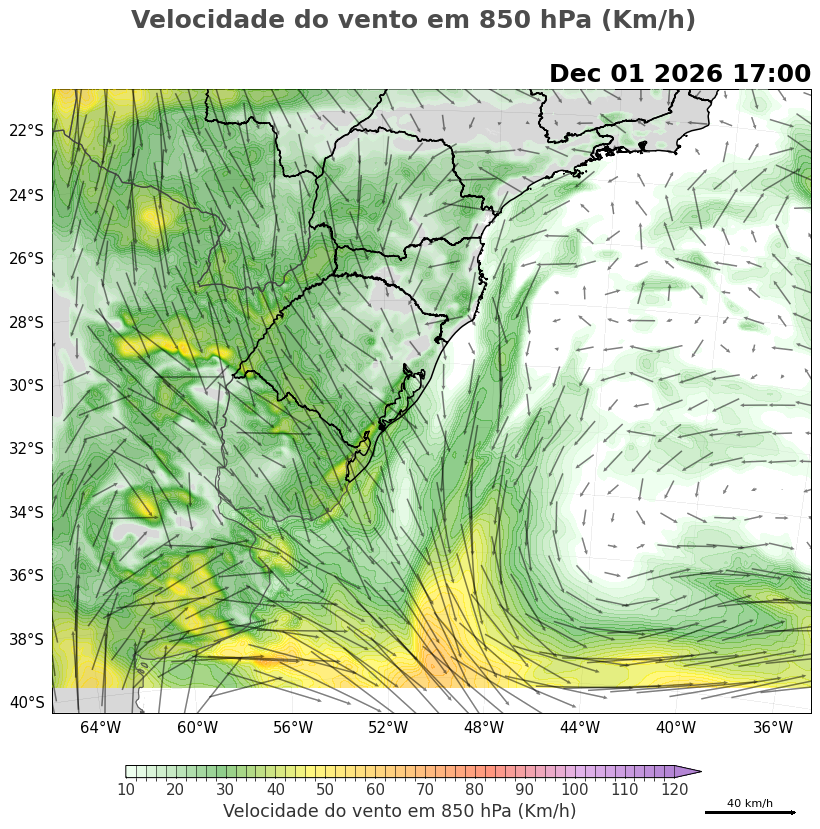 Velocidade do vento em 850 hPa (Km/h)
Dec 01 2026 17:00
22°S
24°S
26°S
28°S
30°S
32°S
34°S
36°S
38°S
40°S
64°W 60°W 56°W 52°W 48°W 44°W 40°W 36°W
10 20 30 40 50 60 70 80 90 100 110 120
Velocidade do vento em 850 hPa (Km/h)
40 km/h